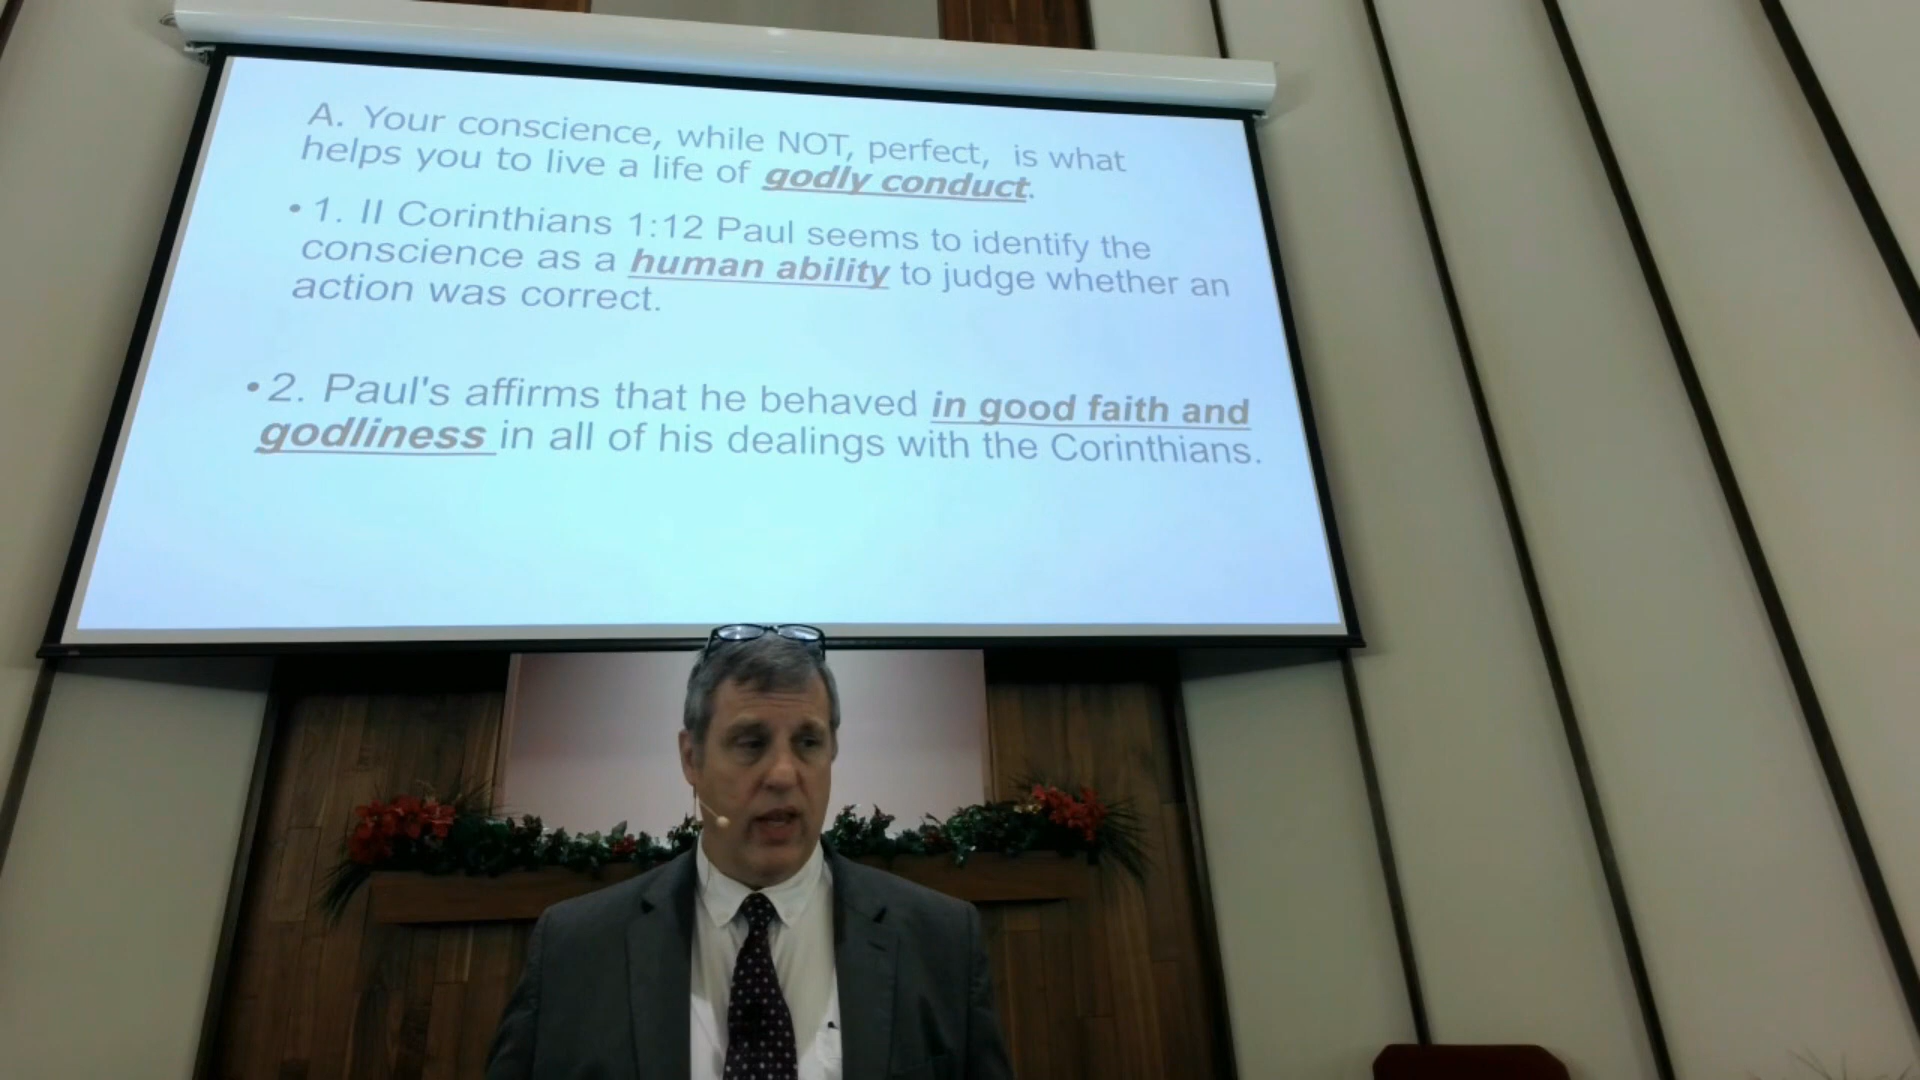 A. Your conscience, while NOT, perfect, is what
helps you to live a life of godly conduct.
• 1. II Corinthians 1:12 Paul seems to identify the
conscience as a human ability to judge whether an
action was correct.
• 2. Paul's affirms that he behaved in good faith and
godliness in all of his dealings with the Corinthians.